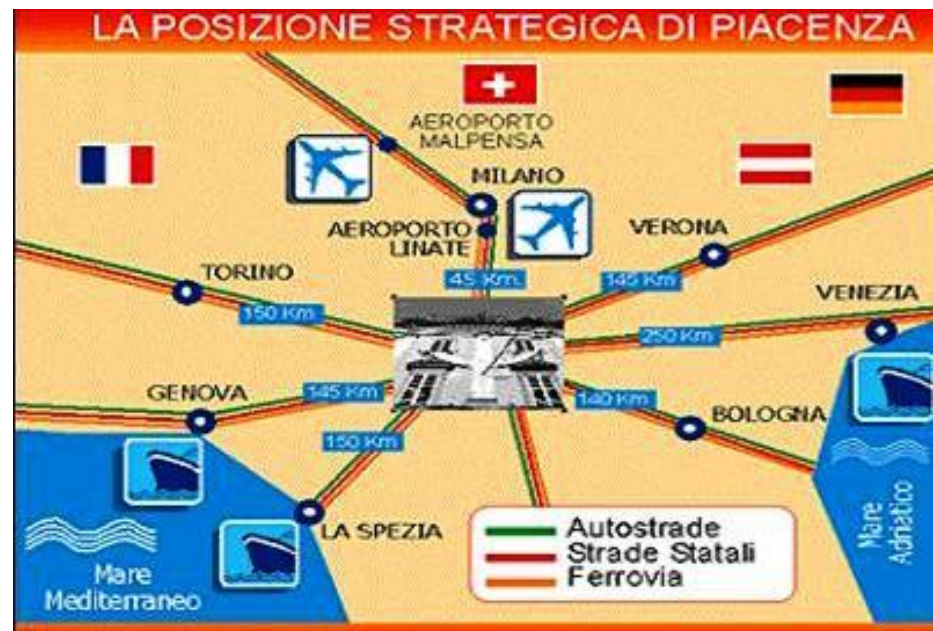 LA POSIZIONE STRATEGICA DI PIACENZA
AEROPORTO
MALPENSA
MILANO
AEROPORTO
LINATE
VERONA
45 Km.
145 Km
TORINO
150 Km
VENEZIA
250 Km
GENOVA
145 Km
140 Km
BOLOGNA
150 Km
LA SPEZIA
Autostrade
Strade Statali
Ferrovia
Mare
Adriatico
Mare
Mediterraneo